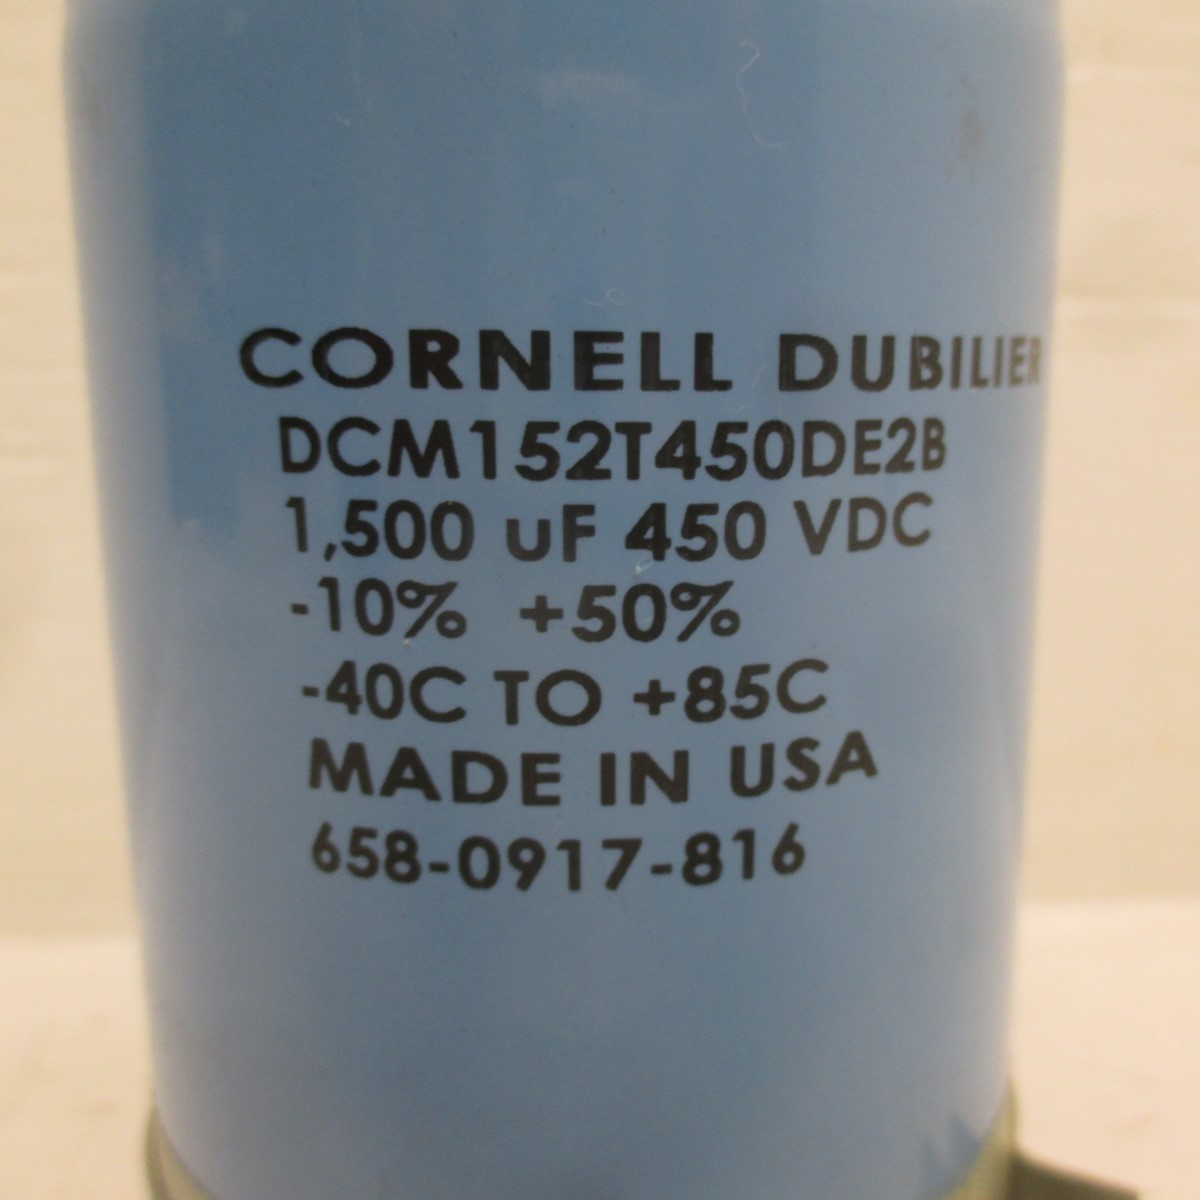 CORNELL DUBILIER
DCM152T450DE2B
1,500 uF 450 VDC
-10% +50%
-40C TO +85C
MADE IN USA
658-0917-816